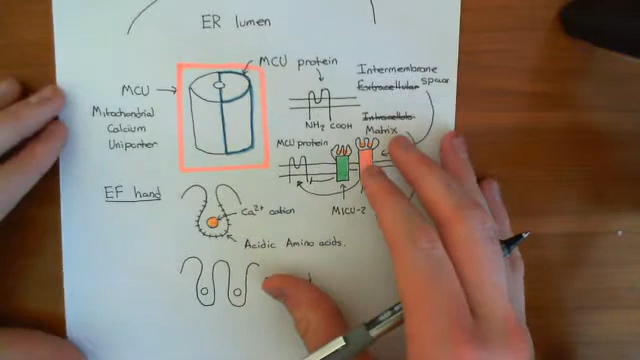 ER lumen
MCU protein
Intermembrane
Extracellular space
MCU
Mitochondrial
Calcium
Uniporter
NH2 COOH
Matrix
MCU protein
EF hand
Ca2+ cation
MICU-2
Acidic Amino acids.